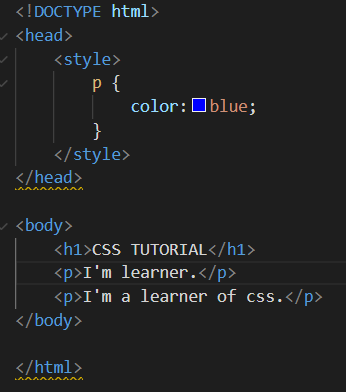 <!DOCTYPE html>
<head>
    <style>
        p {
            color: blue;
        }
    </style>
</head>

<body>
    <h1>CSS TUTORIAL</h1>
    <p>I'm learner.</p>
    <p>I'm a learner of css.</p>
</body>

</html>